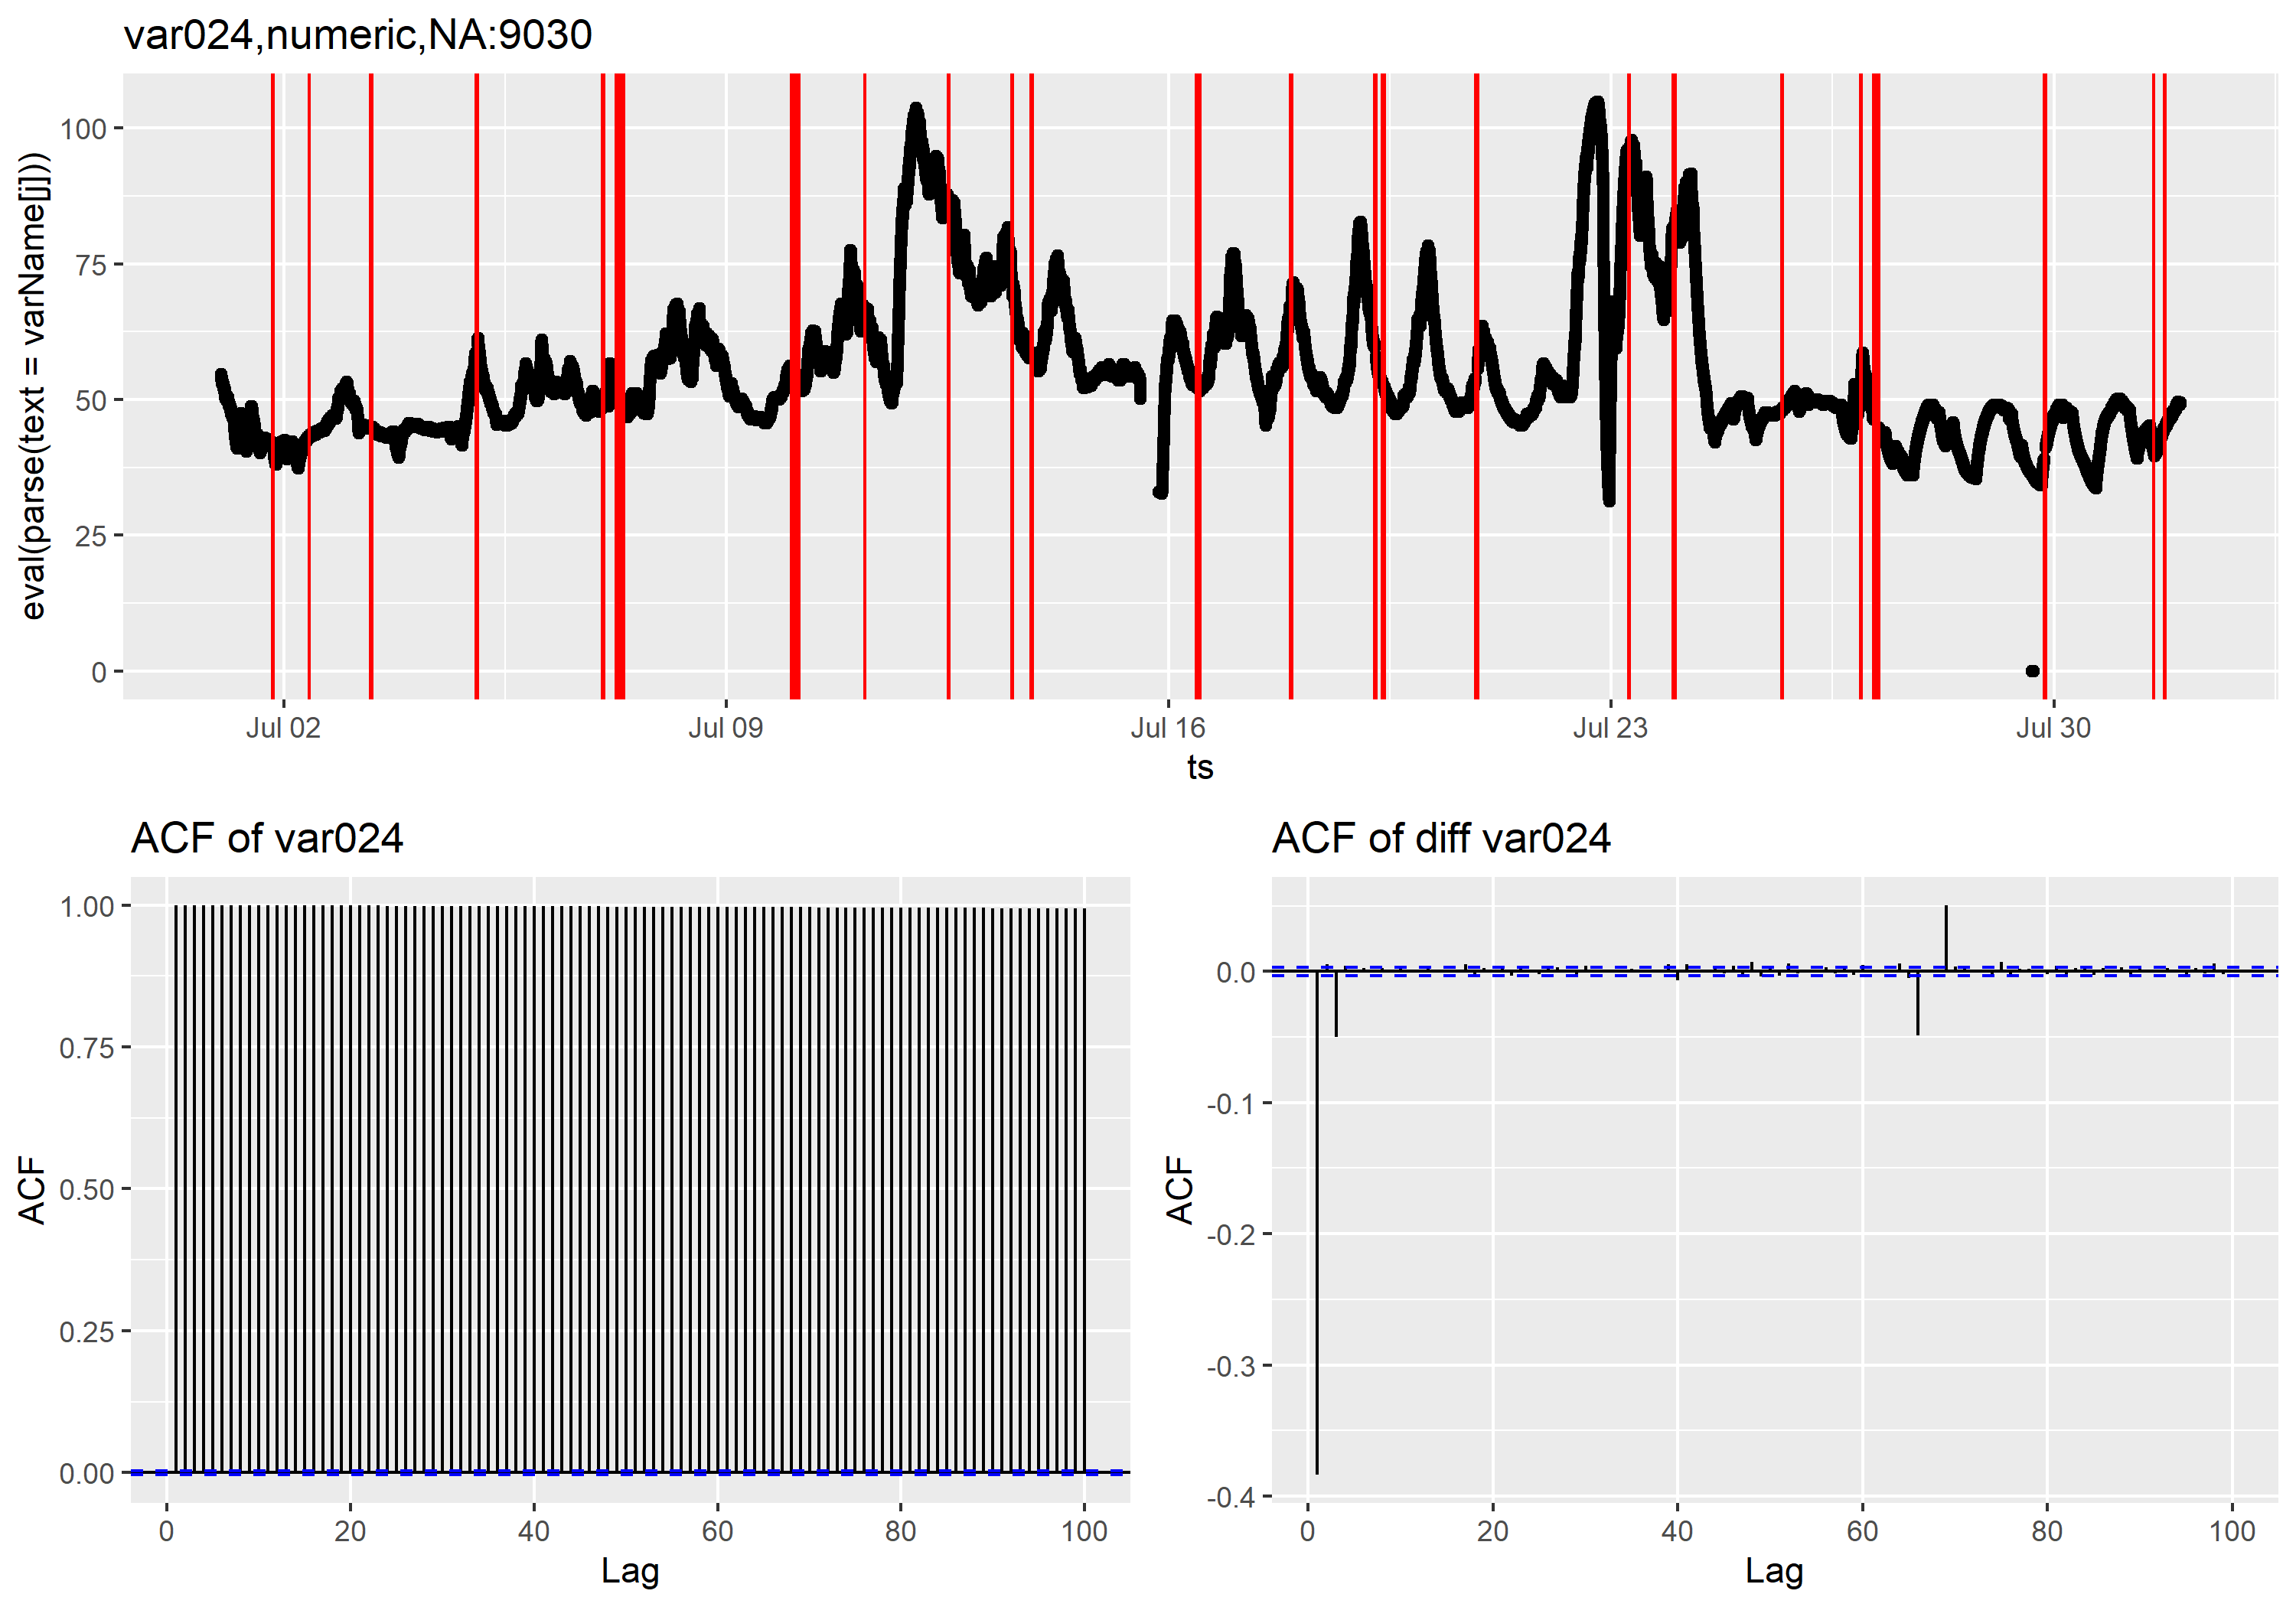 var024,numeric,NA:9030
eval(parse(text = varName[j]))
100
75
50
25
0
Jul 02
Jul 09
Jul 16
Jul 23
Jul 30
ts
ACF of var024
ACF
1.00
0.75
0.50
0.25
0.00
0
20
40
60
80
100
Lag
ACF of diff var024
ACF
0.0
-0.1
-0.2
-0.3
-0.4
0
20
40
60
80
100
Lag